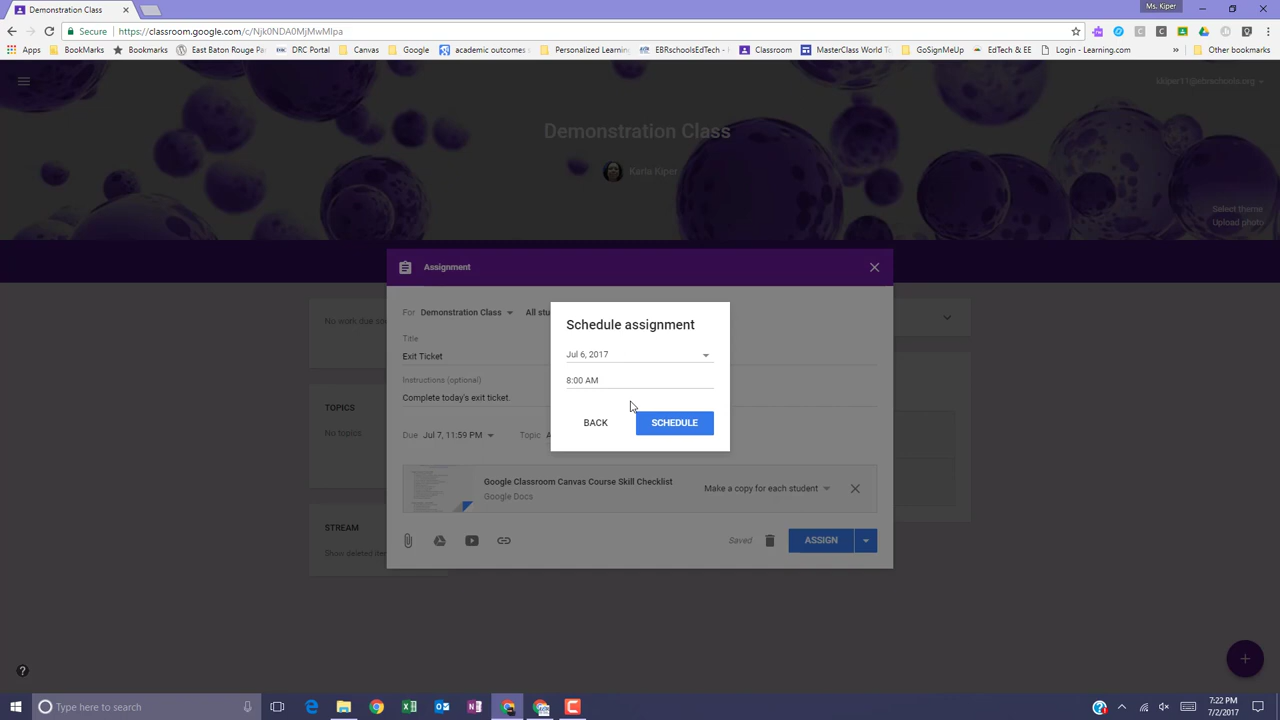 Demonstration Class
Ms. Kiper
Secure https://classroom.google.com/c/Njk0NDA0MjMwMlpa
Apps BookMarks Bookmarks East Baton Rouge Par DRC Portal Canvas Google academic outcomes Personalized Learning EBRschoolsEdTech - Classroom MasterClass World To GoSignMeUp EdTech & EE Login - Learning.com » Other bookmarks
kkiper11@ebrschools.org
Demonstration Class
Karla Kiper
Select theme
Upload photo
Assignment
No work due so
For Demonstration Class All stu
Title
Exit Ticket
Instructions (optional)
Complete today's exit ticket.
Due: Jul 7, 11:59 PM Topic: A
Schedule assignment
Jul 6, 2017
8:00 AM
BACK SCHEDULE
TOPICS
No topics
Google Classroom Canvas Course Skill Checklist
Google Docs
Make a copy for each student
STREAM
Show deleted ite
Saved ASSIGN
?
Type here to search
7:22 PM
7/2/2017